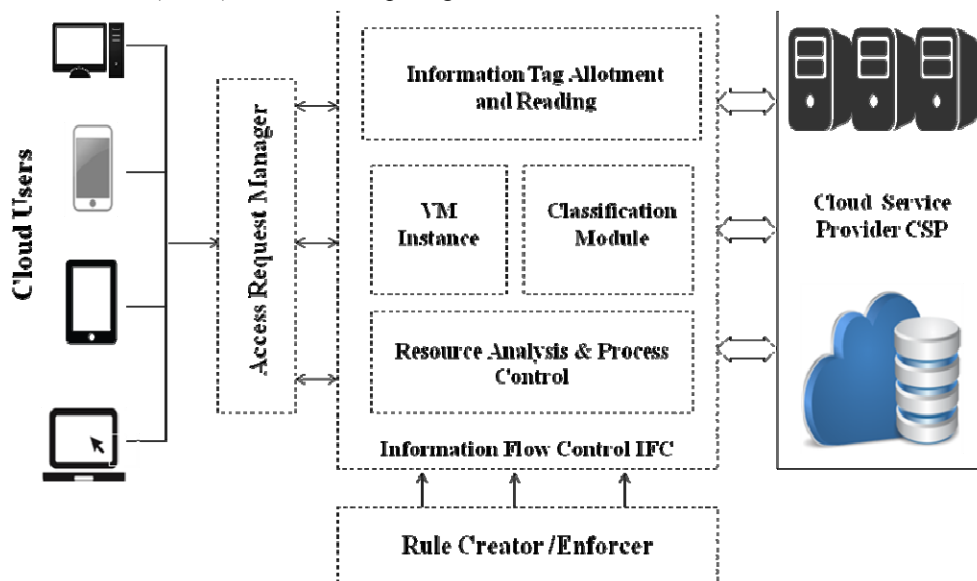 Cloud Users
Access Request Manager
Information Tag Allotment
and Reading
VM
Instance
Classification
Module
Resource Analysis & Process
Control
Information Flow Control IFC
Rule Creator /Enforcer
Cloud Service
Provider CSP